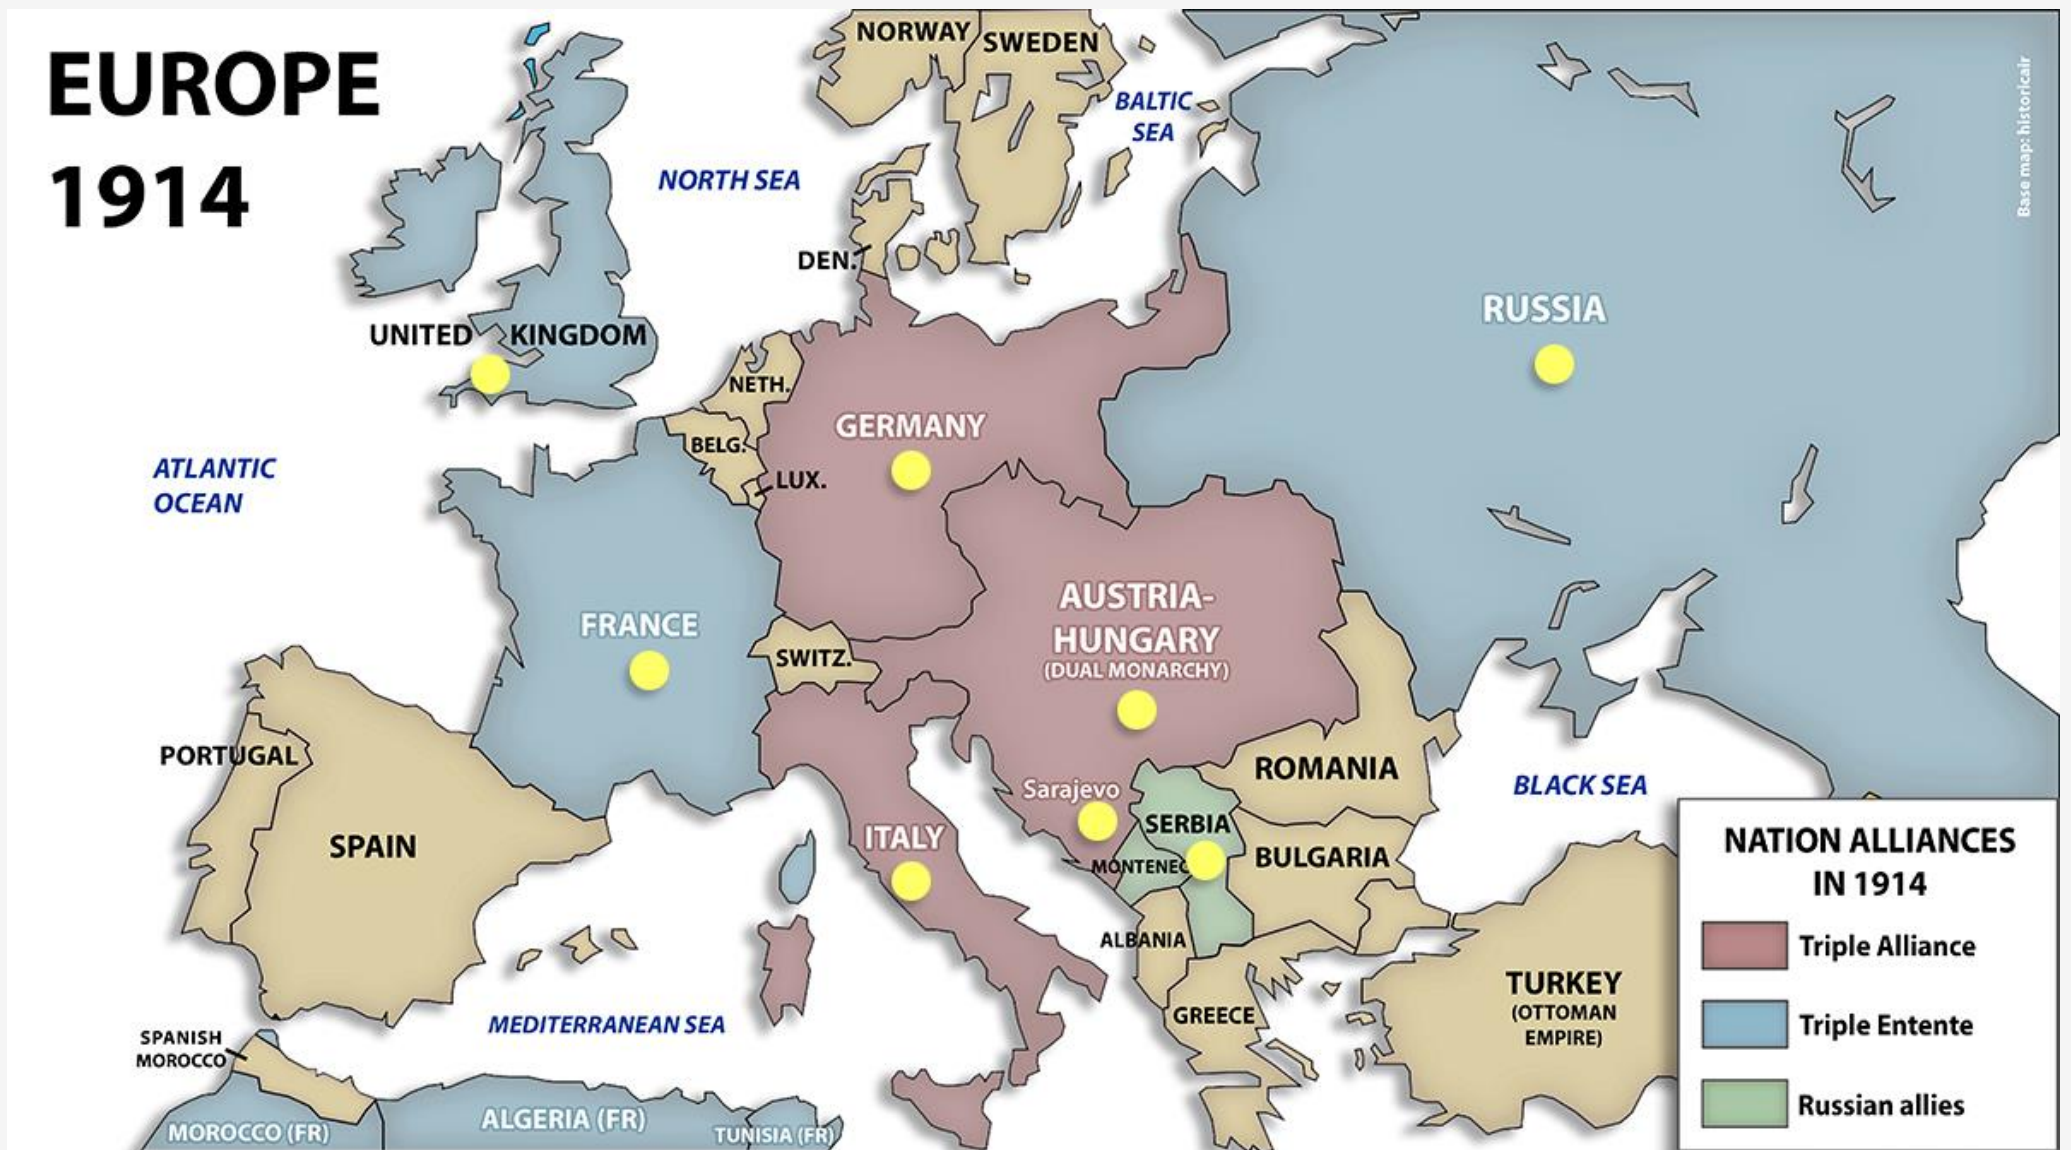 EUROPE
1914
NORWAY
SWEDEN
BALTIC
SEA
NORTH SEA
DEN.
Base map: historicair
RUSSIA
UNITED KINGDOM
NETH.
GERMANY
BELG.
LUX.
ATLANTIC
OCEAN
AUSTRIA-
HUNGARY
(DUAL MONARCHY)
FRANCE
SWITZ.
PORTUGAL
SPAIN
ROMANIA
BLACK SEA
Sarajevo
SERBIA
ITALY
MONTENEG
BULGARIA
ALBANIA
GREECE
TURKEY
(OTTOMAN
EMPIRE)
MEDITERRANEAN SEA
SPANISH
MOROCCO
MOROCCO (FR)
ALGERIA (FR)
TUNISIA (FR)
NATION ALLIANCES
IN 1914
Triple Alliance
Triple Entente
Russian allies